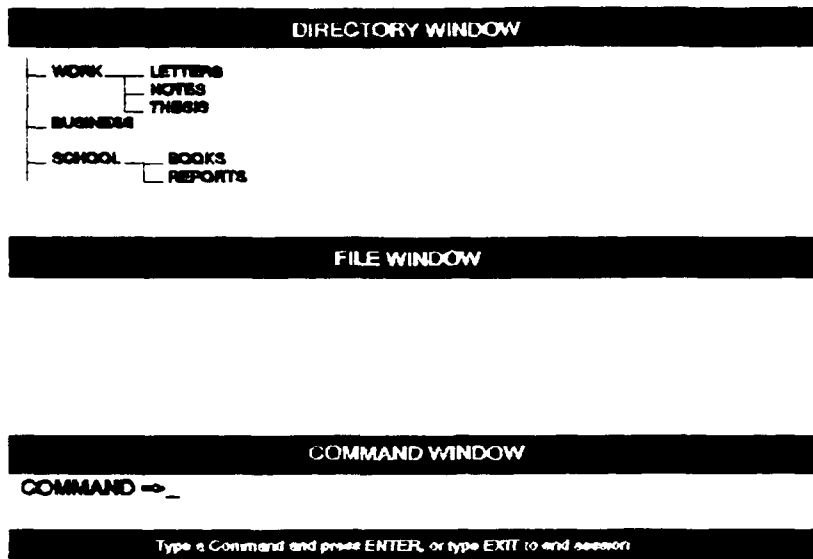 DIRECTORY WINDOW
WORK LETTERS
NOTES
THESIS
BUSINESS
SCHOOL BOOKS
REPORTS
FILE WINDOW
COMMAND WINDOW
COMMAND =>_
Type a Command and press ENTER, or type EXIT to end session